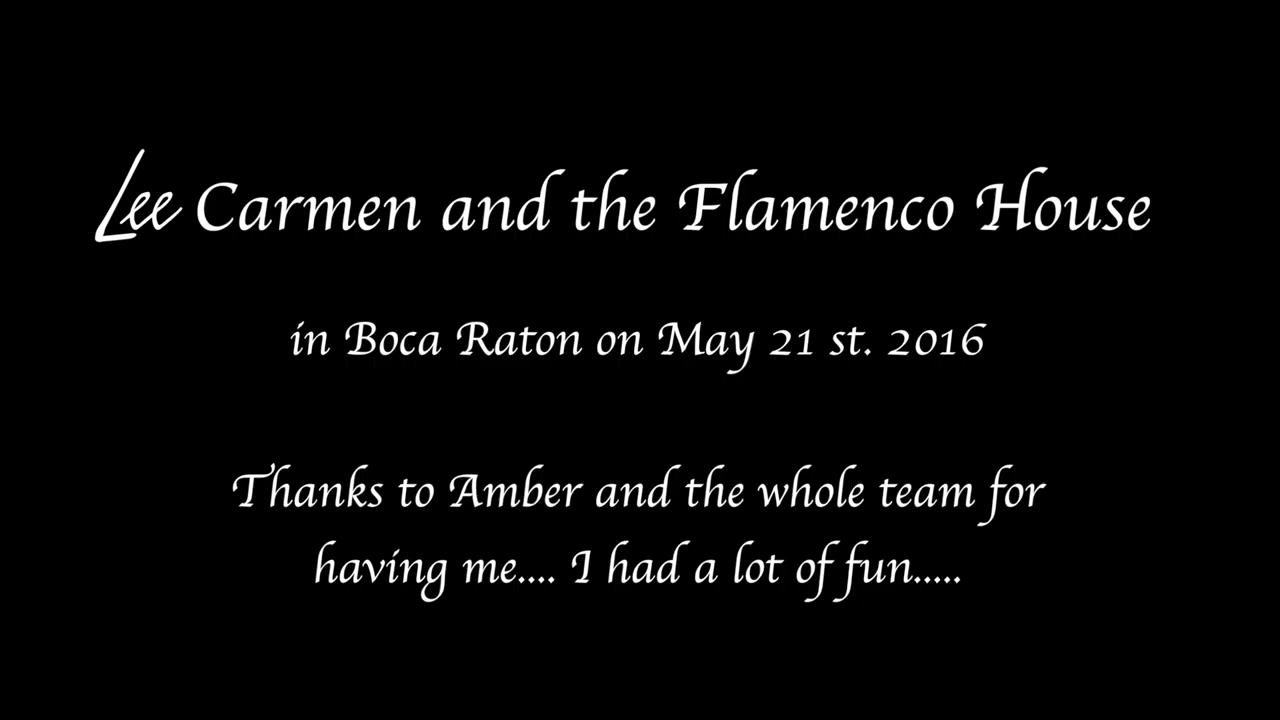 Lee Carmen and the Flamenco House
in Boca Raton on May 21 st. 2016
Thanks to Amber and the whole team for
having me.... I had a lot of fun.....